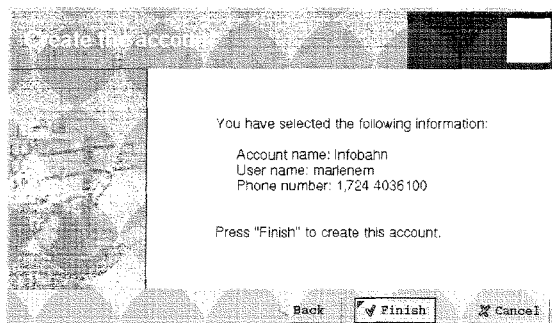 Create the account
You have selected the following information:
Account name: Infobahn
User name: marlenem
Phone number: 1,724 4036100
Press "Finish" to create this account.
Back
Finish
Cancel